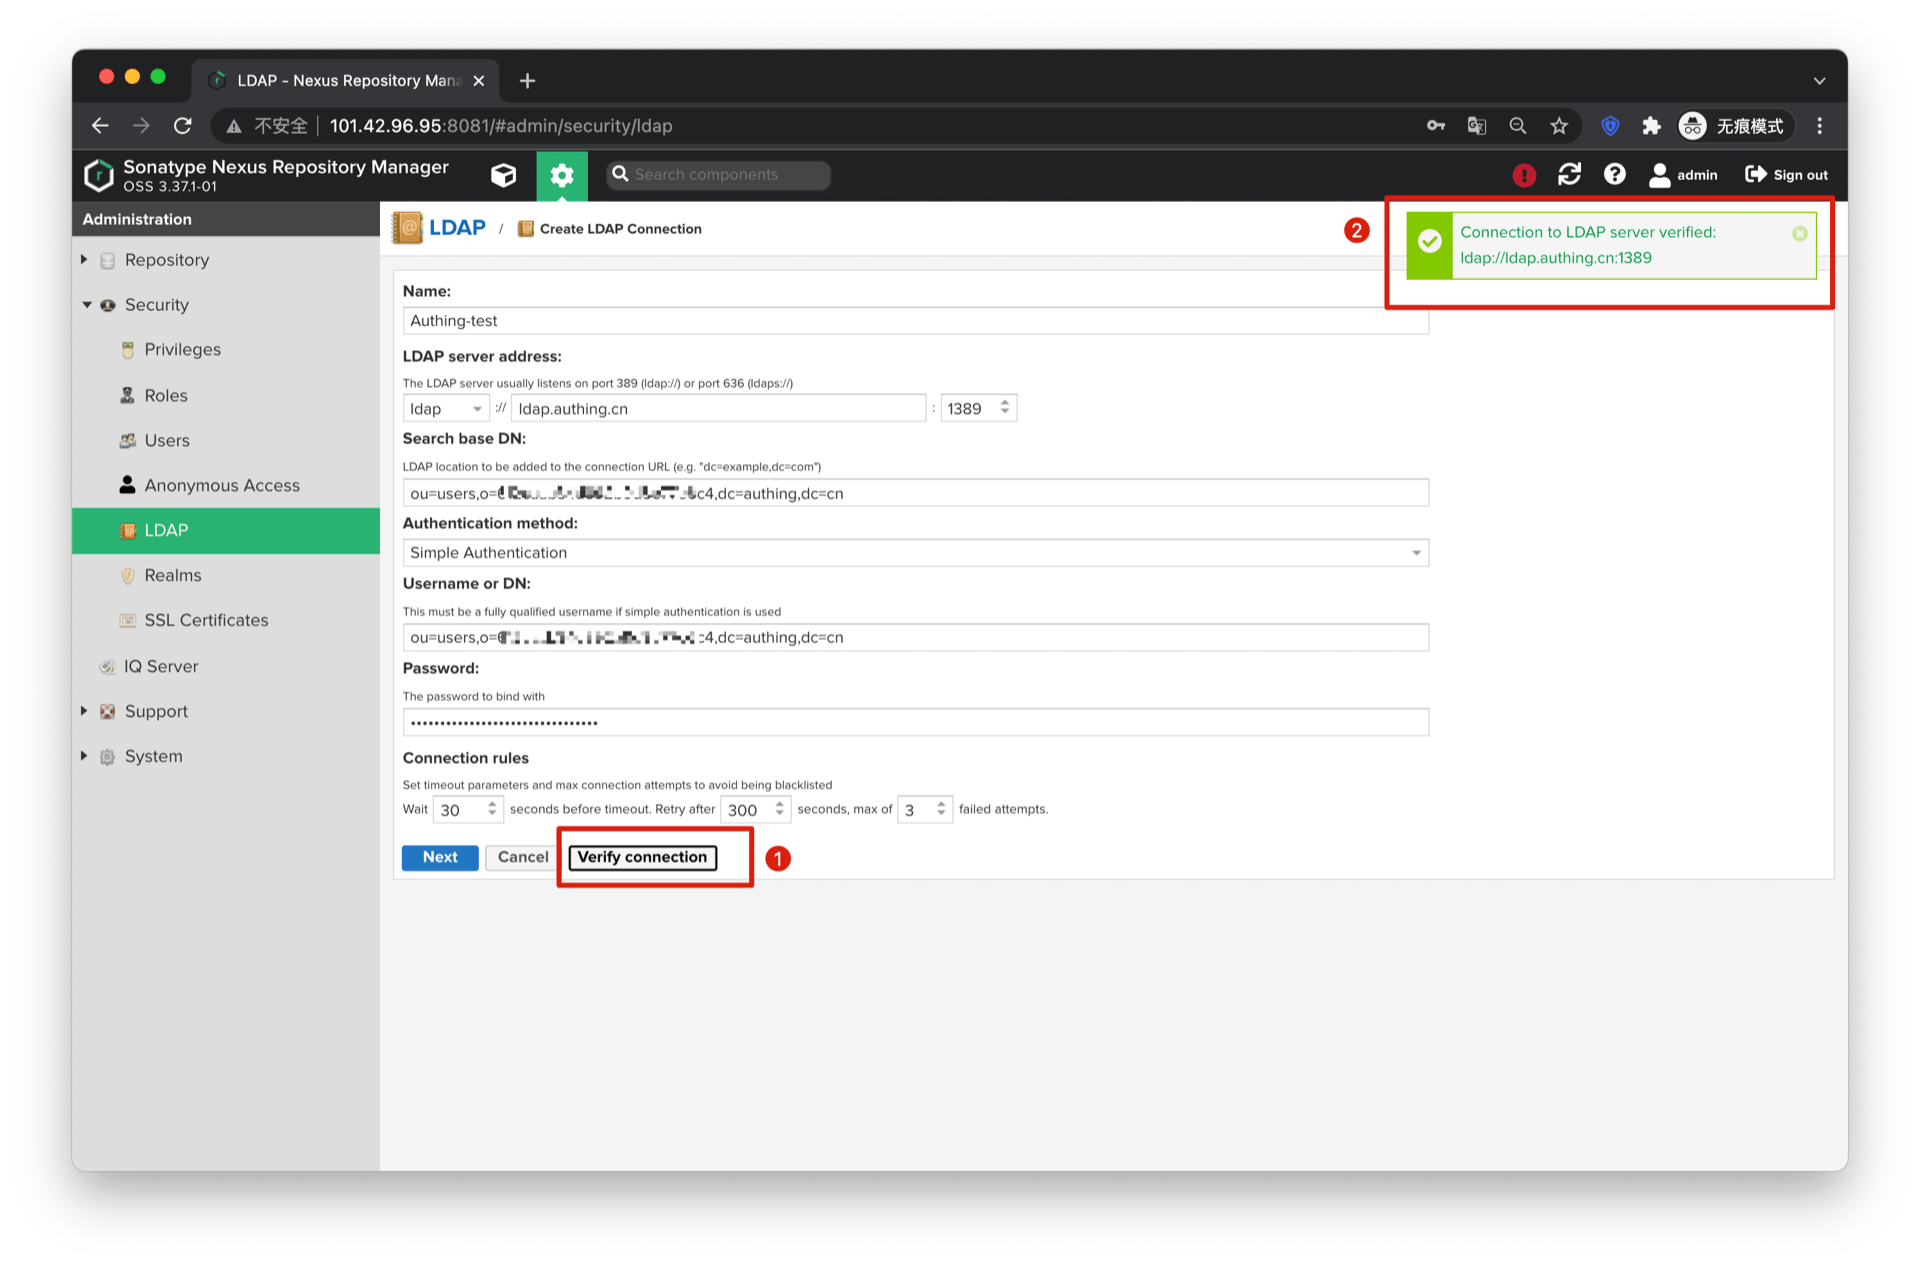 LDAP - Nexus Repository Mana
不安全 101.42.96.95:8081/#admin/security/ldap 无痕模式
Sonatype Nexus Repository Manager
OSS 3.37.1-01
Search components
admin Sign out
Administration
Repository
Security
Privileges
Roles
Users
Anonymous Access
LDAP
Realms
SSL Certificates
IQ Server
Support
System
LDAP / Create LDAP Connection
2
Connection to LDAP server verified:
ldap://ldap.authing.cn:1389
Name:
Authing-test
LDAP server address:
The LDAP server usually listens on port 389 (ldap://) or port 636 (ldaps://)
ldap :// ldap.authing.cn : 1389
Search base DN:
LDAP location to be added to the connection URL (e.g. "dc=example,dc=com")
ou=users,o= c4,dc=authing,dc=cn
Authentication method:
Simple Authentication
Username or DN:
This must be a fully qualified username if simple authentication is used
ou=users,o= c4,dc=authing,dc=cn
Password:
The password to bind with
Connection rules
Set timeout parameters and max connection attempts to avoid being blacklisted
Wait 30 seconds before timeout. Retry after 300 seconds, max of 3 failed attempts.
Next Cancel Verify connection 1